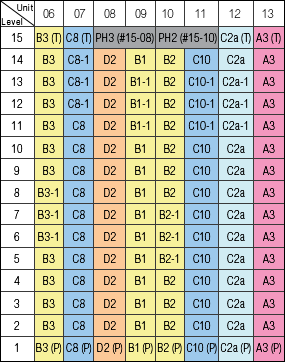 Unit
Level 06 07 08 09 10 11 12 13
15 B3 (T) C8 (T) PH3 (#15-08) PH2 (#15-10) C2a (T) A3 (T)
14 B3 C8-1 D2 B1 B2 C10 C2a A3
13 B3 C8-1 D2 B1-1 B2 C10-1 C2a-1 A3
12 B3 C8-1 D2 B1-1 B2 C10-1 C2a-1 A3
11 B3 C8 D2 B1-1 B2 C10-1 C2a-1 A3
10 B3 C8 D2 B1 B2 C10 C2a A3
9 B3 C8 D2 B1 B2 C10 C2a A3
8 B3-1 C8 D2 B1 B2 C10 C2a A3
7 B3-1 C8 D2 B1 B2-1 C10 C2a A3
6 B3-1 C8 D2 B1 B2-1 C10 C2a A3
5 B3 C8 D2 B1 B2-1 C10 C2a A3
4 B3 C8 D2 B1 B2 C10 C2a A3
3 B3 C8 D2 B1 B2 C10 C2a A3
2 B3 C8 D2 B1 B2 C10 C2a A3
1 B3 (P) C8 (P) D2 (P) B1 (P) B2 (P) C10 (P) C2a (P) A3 (P)